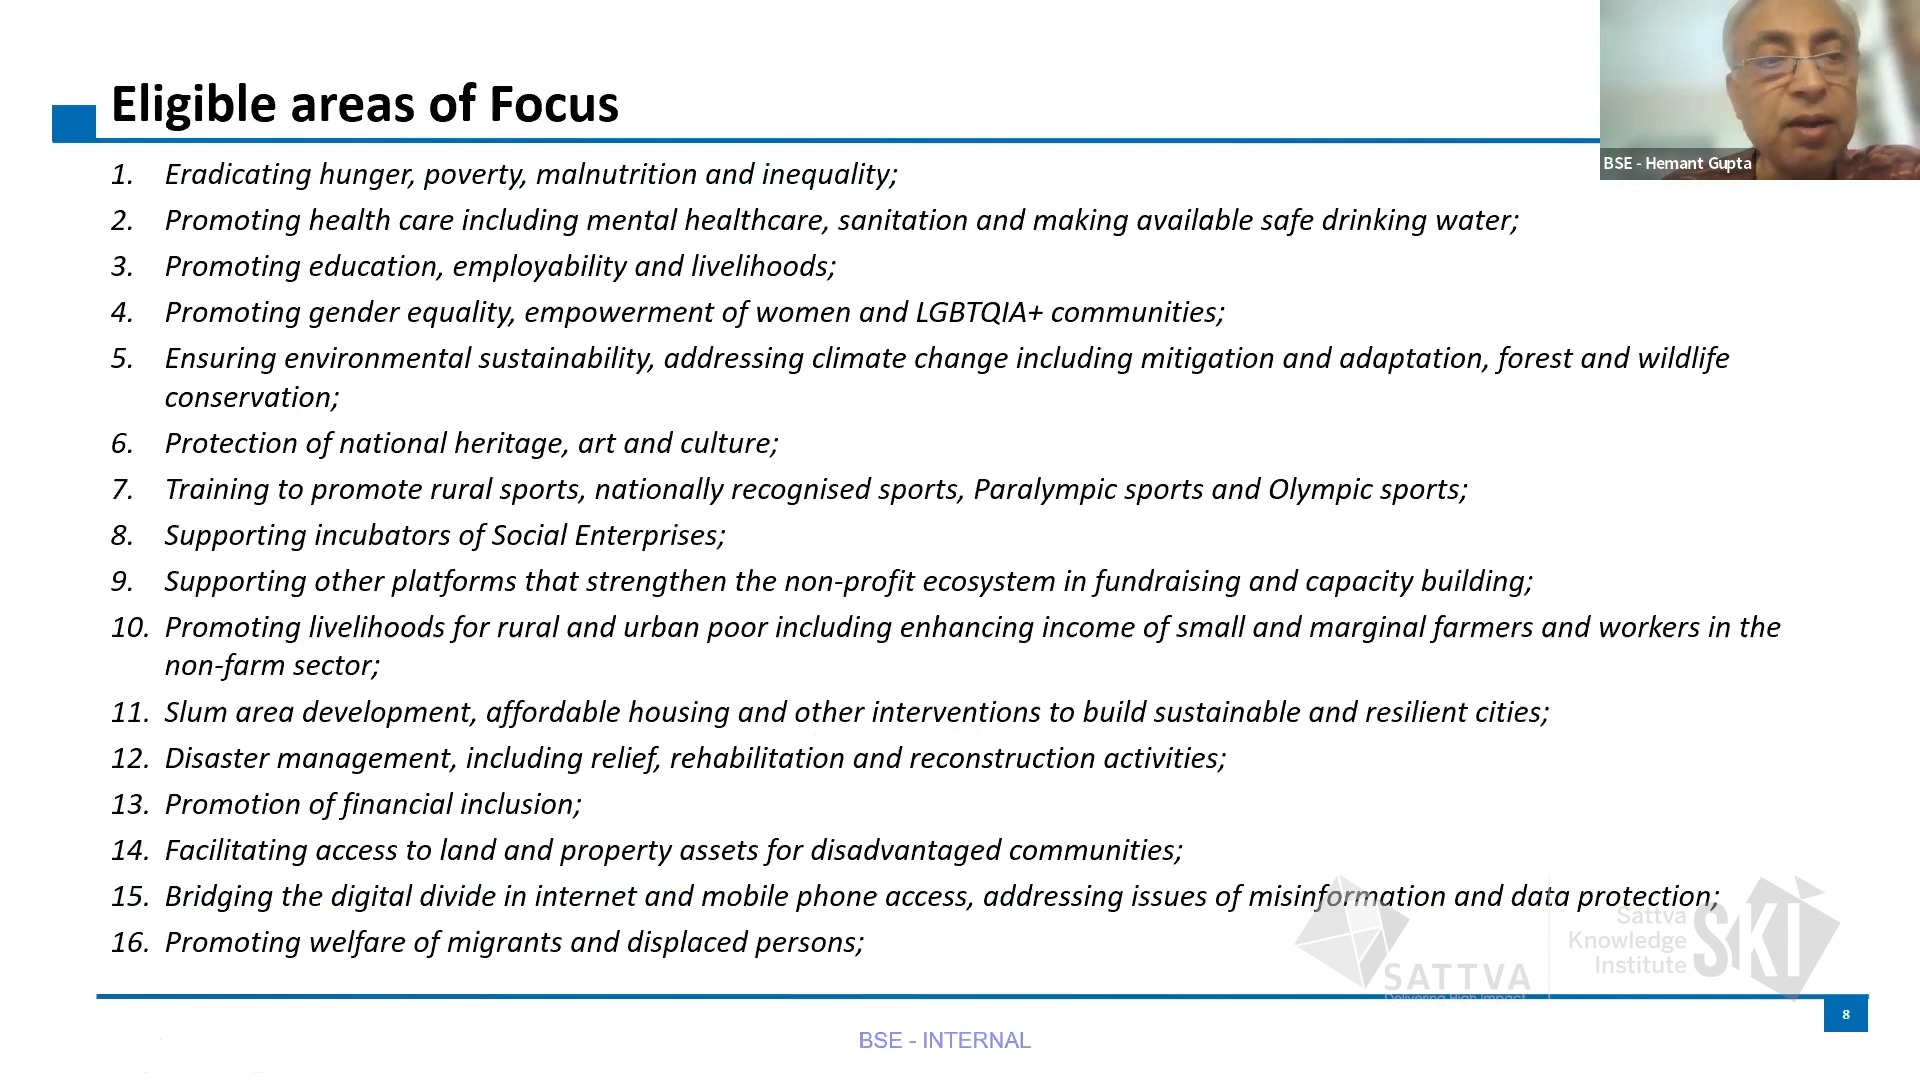 Eligible areas of Focus
BSE - Hemant Gupta
1. Eradicating hunger, poverty, malnutrition and inequality;
2. Promoting health care including mental healthcare, sanitation and making available safe drinking water;
3. Promoting education, employability and livelihoods;
4. Promoting gender equality, empowerment of women and LGBTQIA+ communities;
5. Ensuring environmental sustainability, addressing climate change including mitigation and adaptation, forest and wildlife
conservation;
6. Protection of national heritage, art and culture;
7. Training to promote rural sports, nationally recognised sports, Paralympic sports and Olympic sports;
8. Supporting incubators of Social Enterprises;
9. Supporting other platforms that strengthen the non-profit ecosystem in fundraising and capacity building;
10. Promoting livelihoods for rural and urban poor including enhancing income of small and marginal farmers and workers in the
non-farm sector;
11. Slum area development, affordable housing and other interventions to build sustainable and resilient cities;
12. Disaster management, including relief, rehabilitation and reconstruction activities;
13. Promotion of financial inclusion;
14. Facilitating access to land and property assets for disadvantaged communities;
15. Bridging the digital divide in internet and mobile phone access, addressing issues of misinformation and data protection;
16. Promoting welfare of migrants and displaced persons;
SATTVA
Delivering High Impact
Sattva
Knowledge
Institute
SKI
8
BSE - INTERNAL